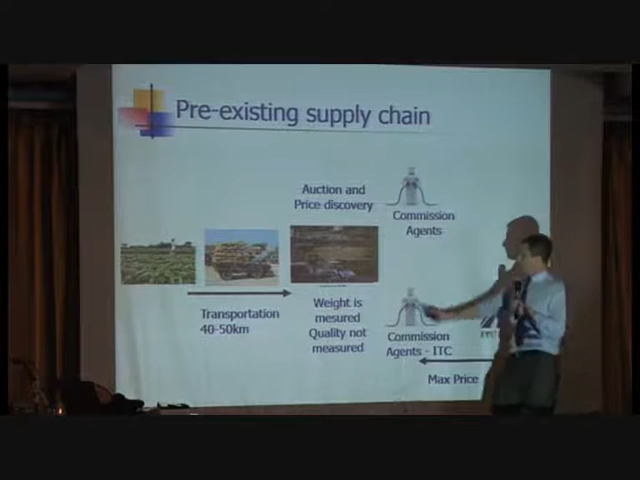 Pre-existing supply chain
Auction and
Price discovery
Commission
Agents
Transportation
40-50km
Weight is
mesured
Quality not
measured
Commission
Agents - ITC
Max Price